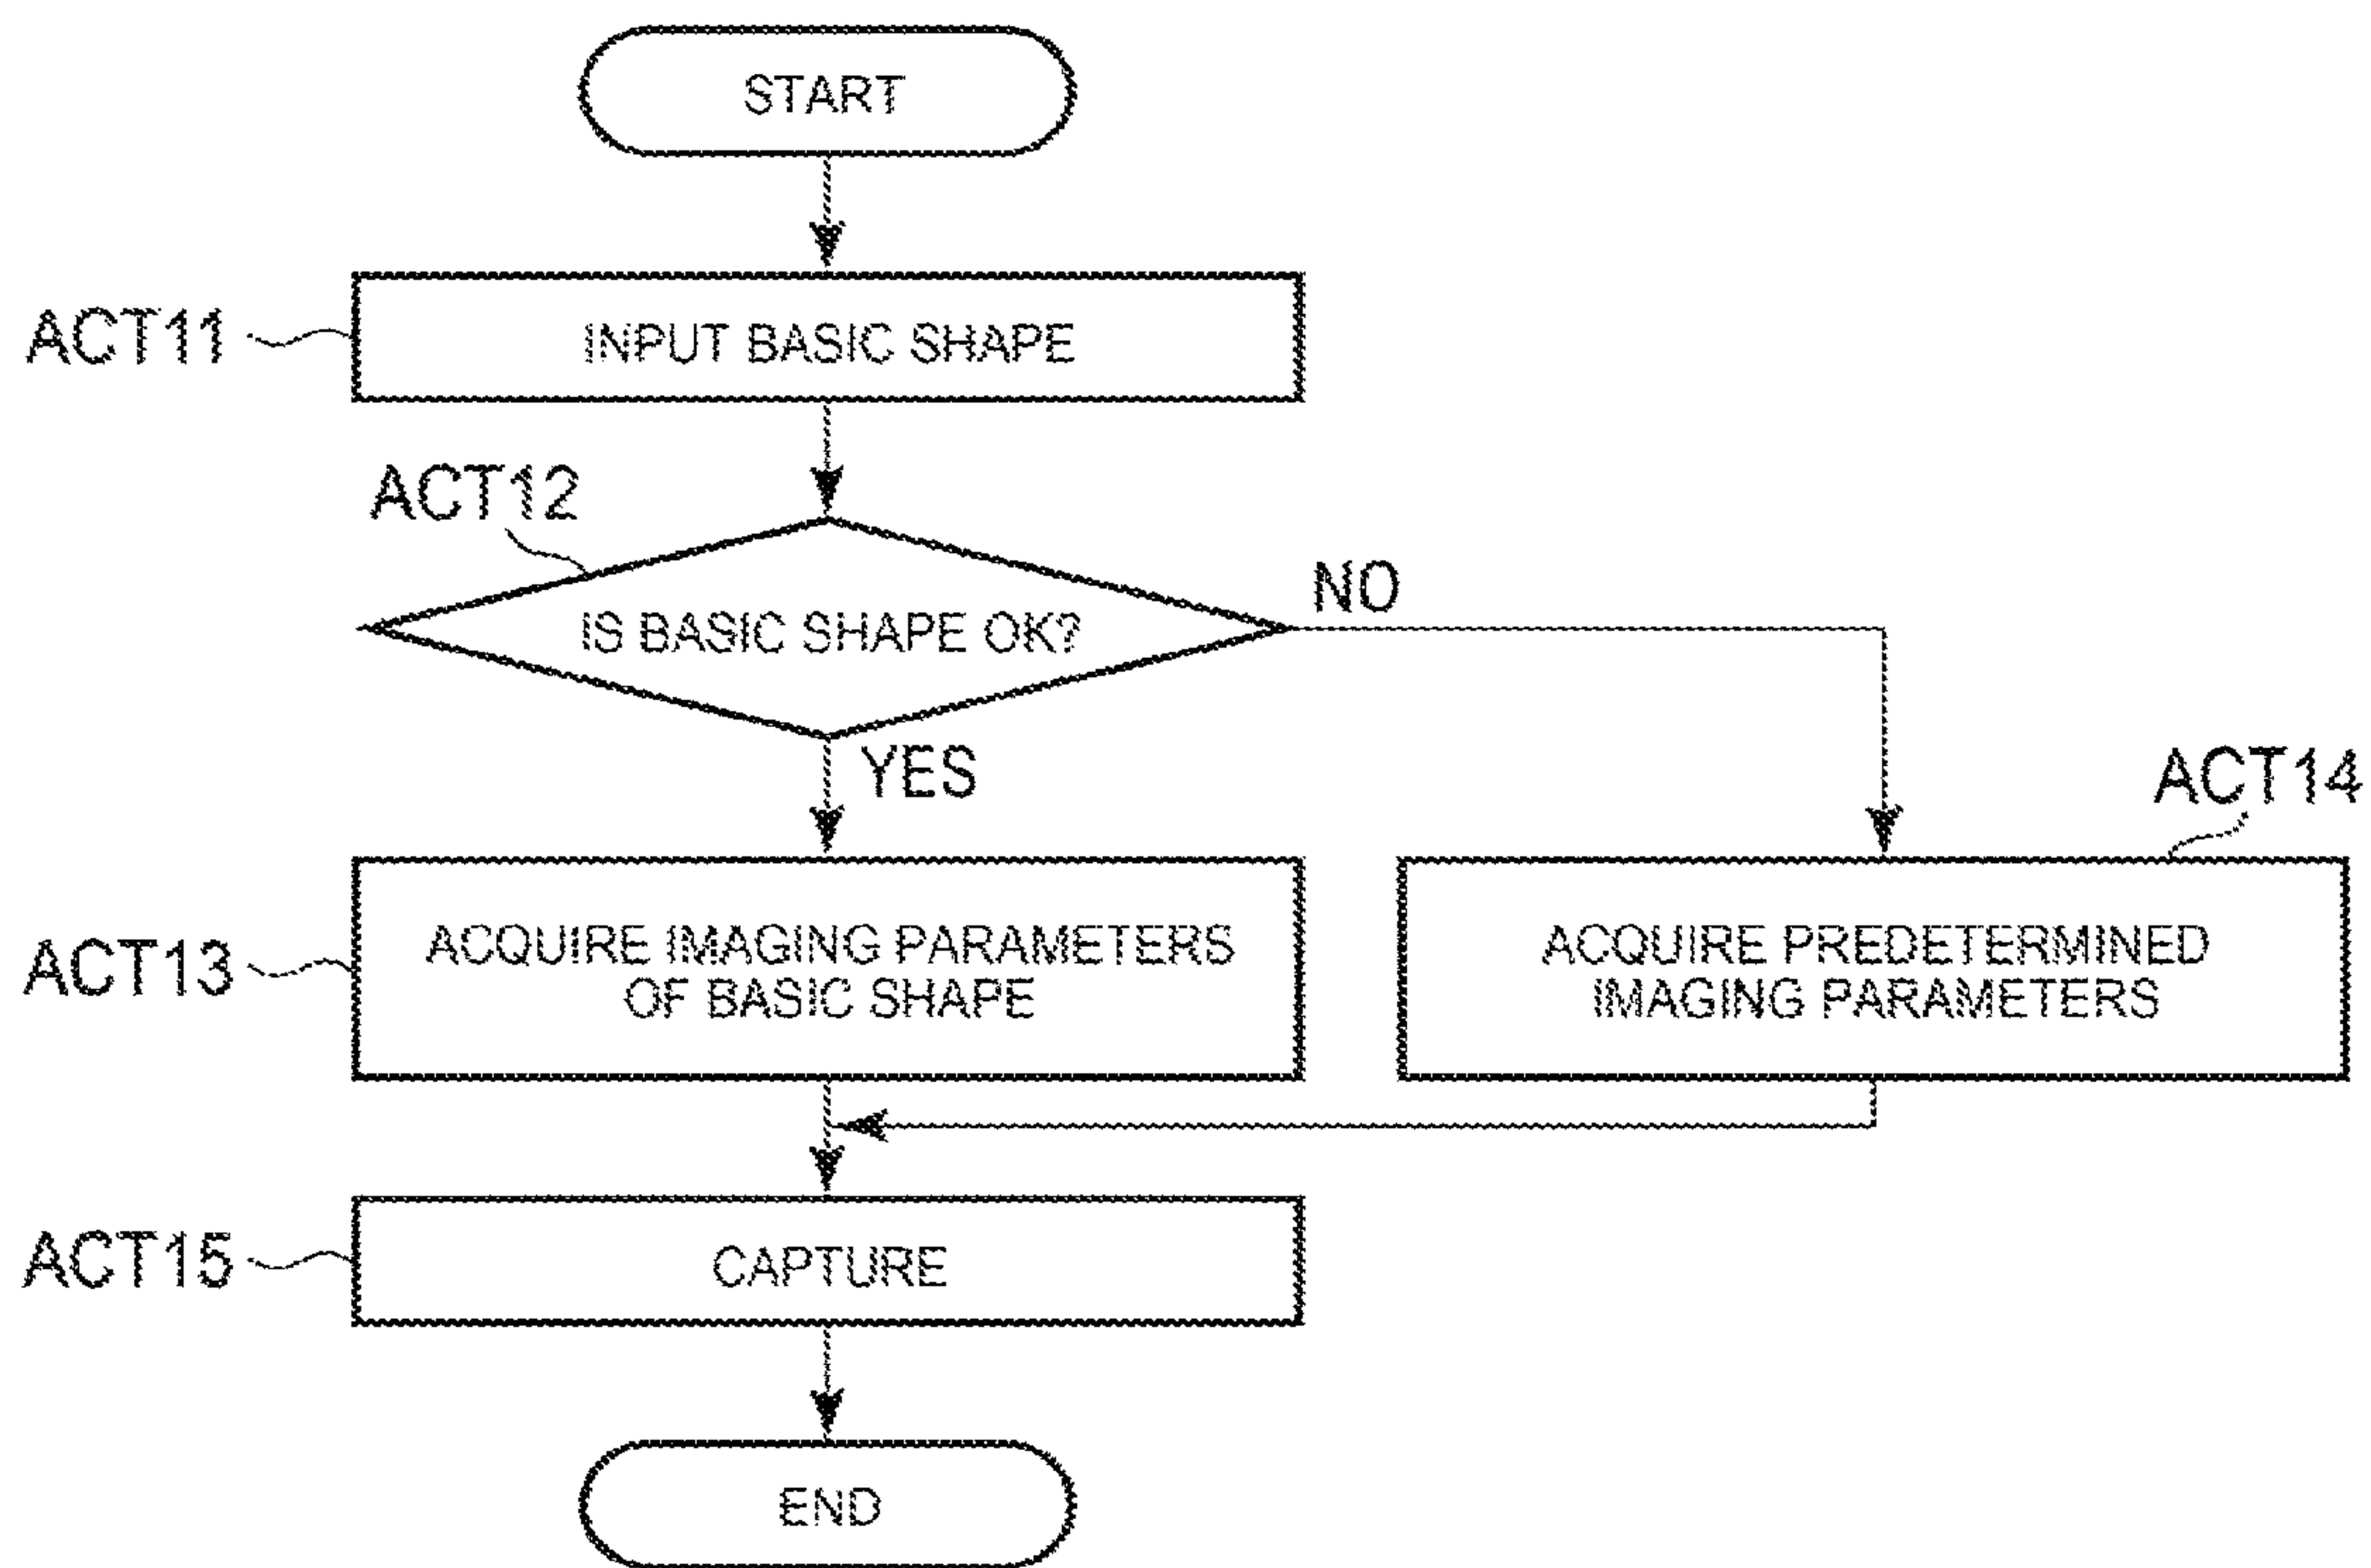 START
ACT11
INPUT BASIC SHAPE
ACT12
IS BASIC SHAPE OK?
NO
YES
ACT14
ACT13
ACQUIRE IMAGING PARAMETERS
OF BASIC SHAPE
ACQUIRE PREDETERMINED
IMAGING PARAMETERS
ACT15
CAPTURE
END